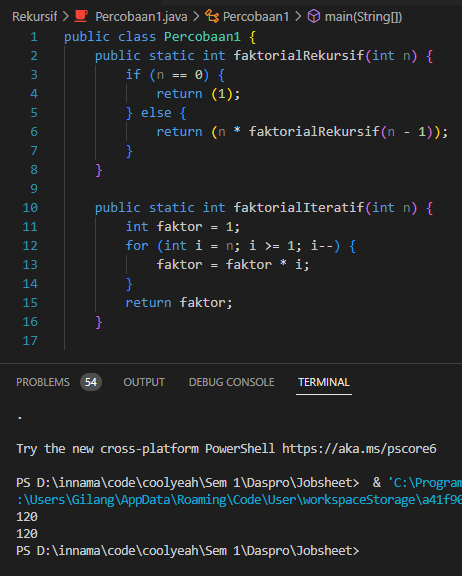 Rekursif > Percobaan1.java > Percobaan1 > main(String[])
1 public class Percobaan1 {
2     public static int faktorialRekursif(int n) {
3         if (n == 0) {
4             return (1);
5         } else {
6             return (n * faktorialRekursif(n - 1));
7         }
8     }
9
10     public static int faktorialIteratif(int n) {
11         int faktor = 1;
12         for (int i = n; i >= 1; i--) {
13             faktor = faktor * i;
14         }
15         return faktor;
16     }
17
PROBLEMS 54 OUTPUT DEBUG CONSOLE TERMINAL
.
Try the new cross-platform PowerShell https://aka.ms/pscore6
PS D:\innama\code\coolyeah\Sem 1\Daspro\Jobsheet>  & 'C:\Program
:\Users\Gilang\AppData\Roaming\Code\User\workspaceStorage\a41f90
120
120
PS D:\innama\code\coolyeah\Sem 1\Daspro\Jobsheet>